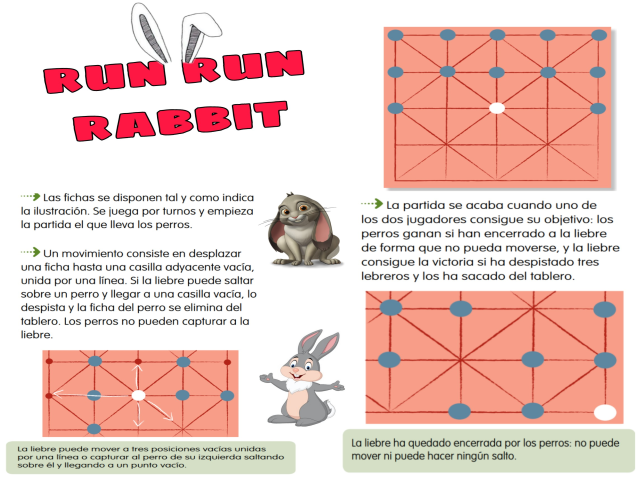 RUN RUN
RABBIT
Las fichas se disponen tal y como indica
la ilustración. Se juega por turnos y empieza
la partida el que lleva los perros.
Un movimiento consiste en desplazar
una ficha hasta una casilla adyacente vacía,
unida por una línea. Si la liebre puede saltar
sobre un perro y llegar a una casilla vacía, lo
despista y la ficha del perro se elimina del
tablero. Los perros no pueden capturar a la
liebre.
La liebre puede mover a tres posiciones vacías unidas
por una línea o capturar al perro de su izquierda saltando
sobre él y llegando a un punto vacío.
La partida se acaba cuando uno de
los dos jugadores consigue su objetivo: los
perros ganan si han encerrado a la liebre
de forma que no pueda moverse, y la liebre
consigue la victoria si ha despistado tres
lebreros y los ha sacado del tablero.
La liebre ha quedado encerrada por los perros: no puede
mover ni puede hacer ningún salto.